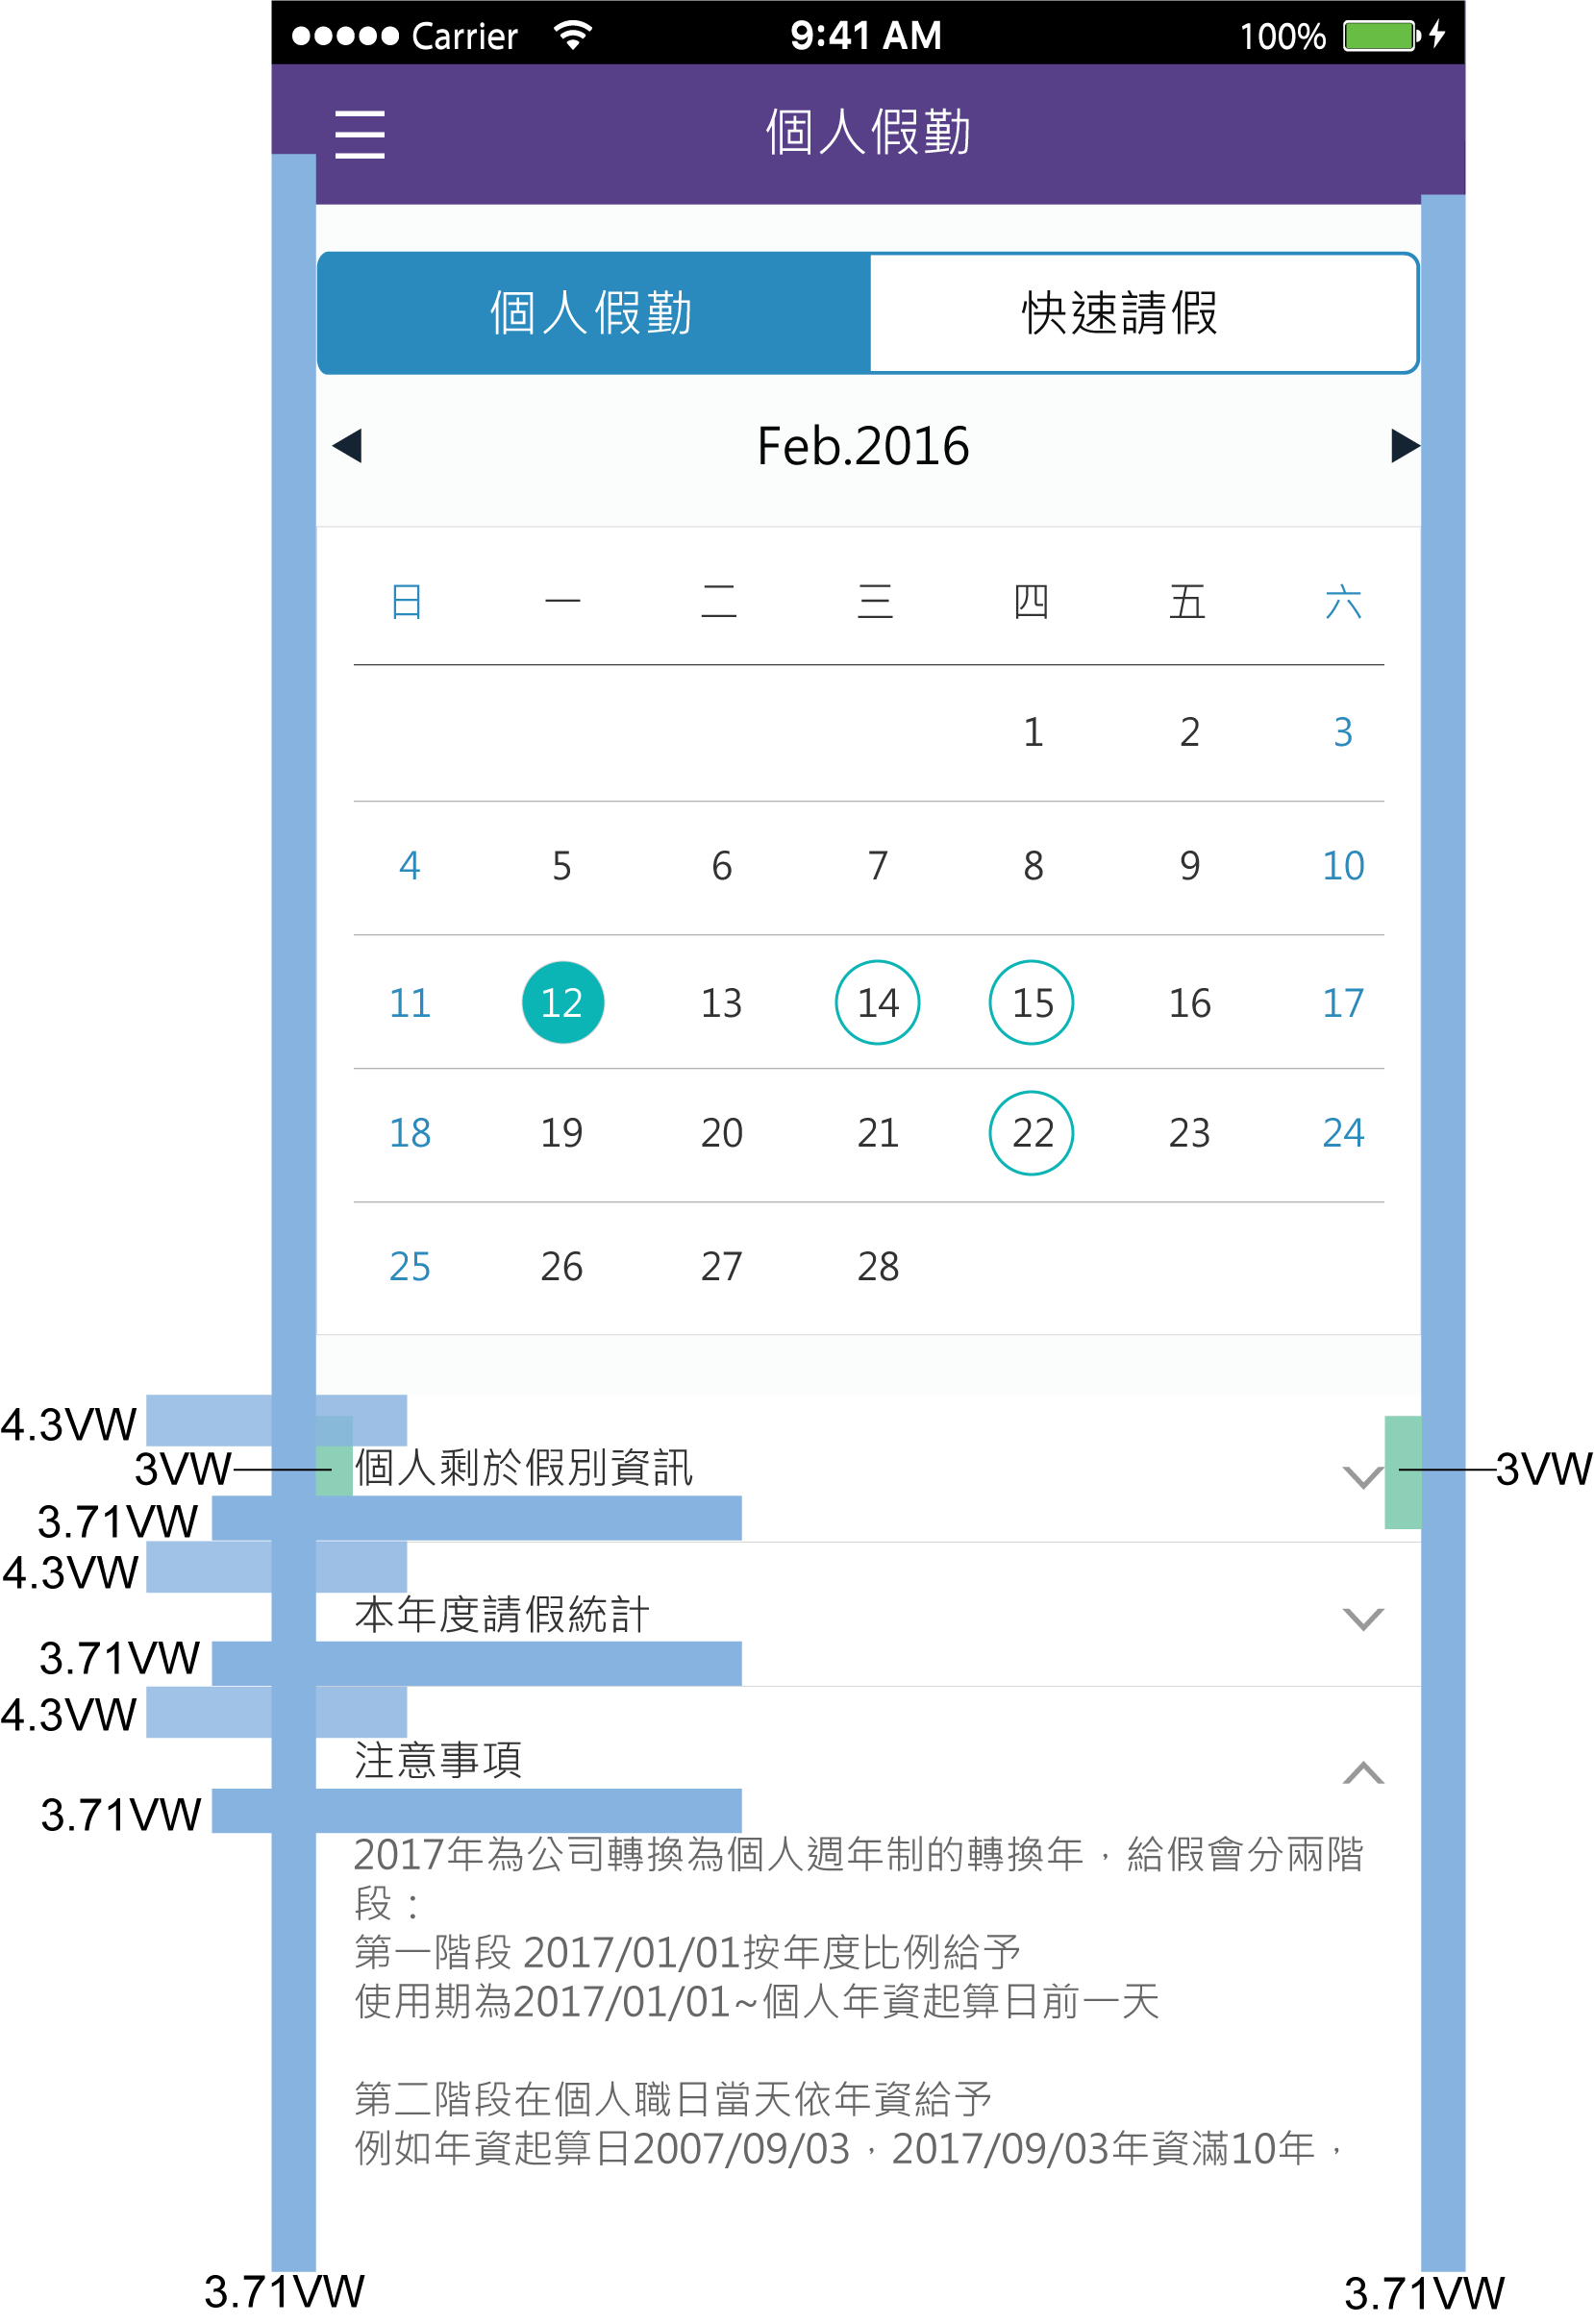 Carrier 9:41 AM 100%
個人假勤
個人假勤 快速請假
Feb.2016
日 一 二 三 四 五 六
1 2 3
4 5 6 7 8 9 10
11 12 13 14 15 16 17
18 19 20 21 22 23 24
25 26 27 28
4.3VW
3VW 個人剩於假別資訊 3VW
3.71VW
4.3VW
本年度請假統計
3.71VW
4.3VW
注意事項
3.71VW
2017年為公司轉換為個人週年制的轉換年，給假會分兩階
段：
第一階段 2017/01/01按年度比例給予
使用期為2017/01/01~個人年資起算日前一天
第二階段在個人職日當天依年資給予
例如年資起算日2007/09/03，2017/09/03年資滿10年，
3.71VW 3.71VW